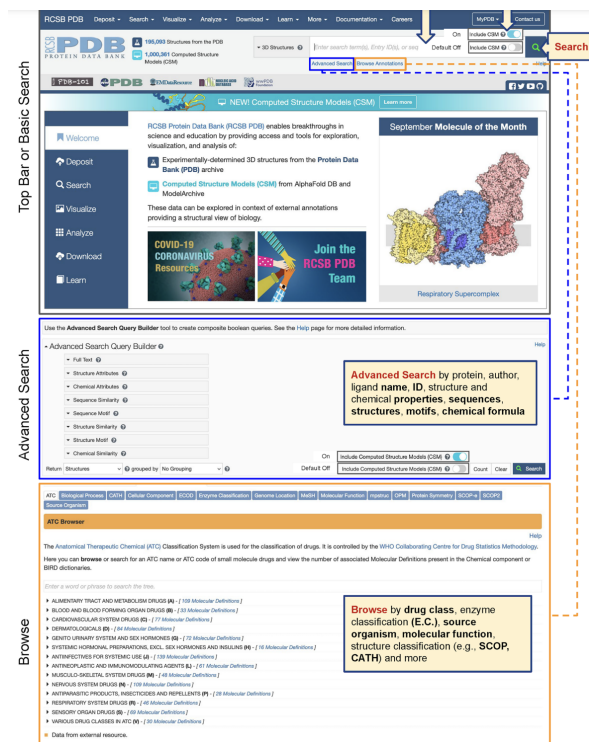 RCSB PDB Deposit Search Visualize Analyze Download Learn More Documentation Careers MyPDB Contact us
RCSB PDB
PROTEIN DATA BANK
195,093 Structures from the PDB
1,000,361 Computed Structure Models (CSM)
3D Structures
Enter search term(s), Entry ID(s), or seq
On
Include CSM
Default Off
Include CSM
Search
Advanced Search
Browse Annotations
Help
PDB-101
PDB
EMDataResource
NUCLEIC ACID DATABASE
wwPDB Foundation
NEW! Computed Structure Models (CSM)
Learn more
Top Bar or Basic Search
Welcome
Deposit
Search
Visualize
Analyze
Download
Learn
RCSB Protein Data Bank (RCSB PDB) enables breakthroughs in
science and education by providing access and tools for exploration,
visualization, and analysis of:
Experimentally-determined 3D structures from the Protein Data
Bank (PDB) archive
Computed Structure Models (CSM) from AlphaFold DB and
ModelArchive
These data can be explored in context of external annotations
providing a structural view of biology.
COVID-19
CORONAVIRUS
Resources
Join the
RCSB PDB
Team
September Molecule of the Month
Respiratory Supercomplex
Advanced Search
Use the Advanced Search Query Builder tool to create composite boolean queries. See the Help page for more detailed information.
Advanced Search Query Builder
Help
Full Text
Structure Attributes
Chemical Attributes
Sequence Similarity
Sequence Motif
Structure Similarity
Structure Motif
Chemical Similarity
Advanced Search by protein, author,
ligand name, ID, structure and
chemical properties, sequences,
structures, motifs, chemical formula
On
Include Computed Structure Models (CSM)
Return Structures grouped by No Grouping
Default Off
Include Computed Structure Models (CSM)
Count Clear Search
Browse
ATC Biological Process CATH Cellular Component ECOD Enzyme Classification Genome Location MeSH Molecular Function mpstruc OPM Protein Symmetry SCOP-e SCOP2
Source Organism
ATC Browser
Help
The Anatomical Therapeutic Chemical (ATC) Classification System is used for the classification of drugs. It is controlled by the WHO Collaborating Centre for Drug Statistics Methodology.
Here you can browse or search for an ATC name or ATC code of small molecule drugs and view the number of associated Molecular Definitions present in the Chemical component or
BIRD dictionaries.
Enter a word or phrase to search the tree.
ALIMENTARY TRACT AND METABOLISM DRUGS (A) - [ 109 Molecular Definitions ]
BLOOD AND BLOOD FORMING ORGAN DRUGS (B) - [ 33 Molecular Definitions ]
CARDIOVASCULAR SYSTEM DRUGS (C) - [ 77 Molecular Definitions ]
DERMATOLOGICALS (D) - [ 84 Molecular Definitions ]
GENITO URINARY SYSTEM AND SEX HORMONES (G) - [ 72 Molecular Definitions ]
SYSTEMIC HORMONAL PREPARATIONS, EXCL. SEX HORMONES AND INSULINS (H) - [ 16 Molecular Definitions ]
ANTIINFECTIVES FOR SYSTEMIC USE (J) - [ 139 Molecular Definitions ]
ANTINEOPLASTIC AND IMMUNOMODULATING AGENTS (L) - [ 61 Molecular Definitions ]
MUSCULO-SKELETAL SYSTEM DRUGS (M) - [ 48 Molecular Definitions ]
NERVOUS SYSTEM DRUGS (N) - [ 109 Molecular Definitions ]
ANTIPARASITIC PRODUCTS, INSECTICIDES AND REPELLENTS (P) - [ 28 Molecular Definitions ]
RESPIRATORY SYSTEM DRUGS (R) - [ 46 Molecular Definitions ]
SENSORY ORGAN DRUGS (S) - [ 89 Molecular Definitions ]
VARIOUS DRUG CLASSES IN ATC (V) - [ 30 Molecular Definitions ]
Data from external resource.
Browse by drug class, enzyme
classification (E.C.), source
organism, molecular function,
structure classification (e.g., SCOP,
CATH) and more